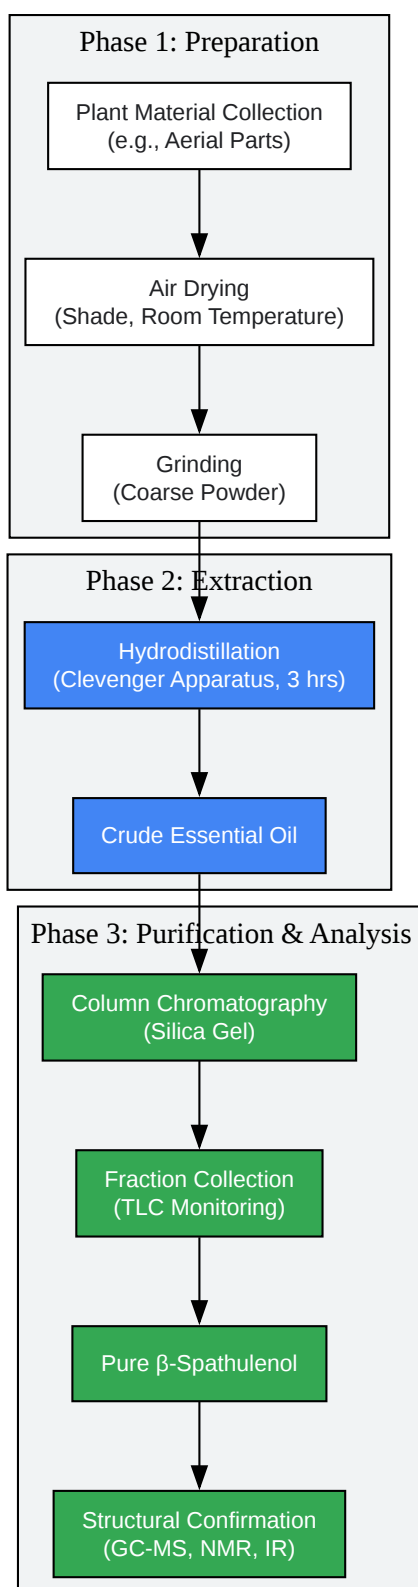 Phase 1: Preparation
Plant Material Collection
(e.g., Aerial Parts)
Air Drying
(Shade, Room Temperature)
Grinding
(Coarse Powder)
Phase 2: Extraction
Hydrodistillation
(Clevenger Apparatus, 3 hrs)
Crude Essential Oil
Phase 3: Purification & Analysis
Column Chromatography
(Silica Gel)
Fraction Collection
(TLC Monitoring)
Pure β-Spathulenol
Structural Confirmation
(GC-MS, NMR, IR)